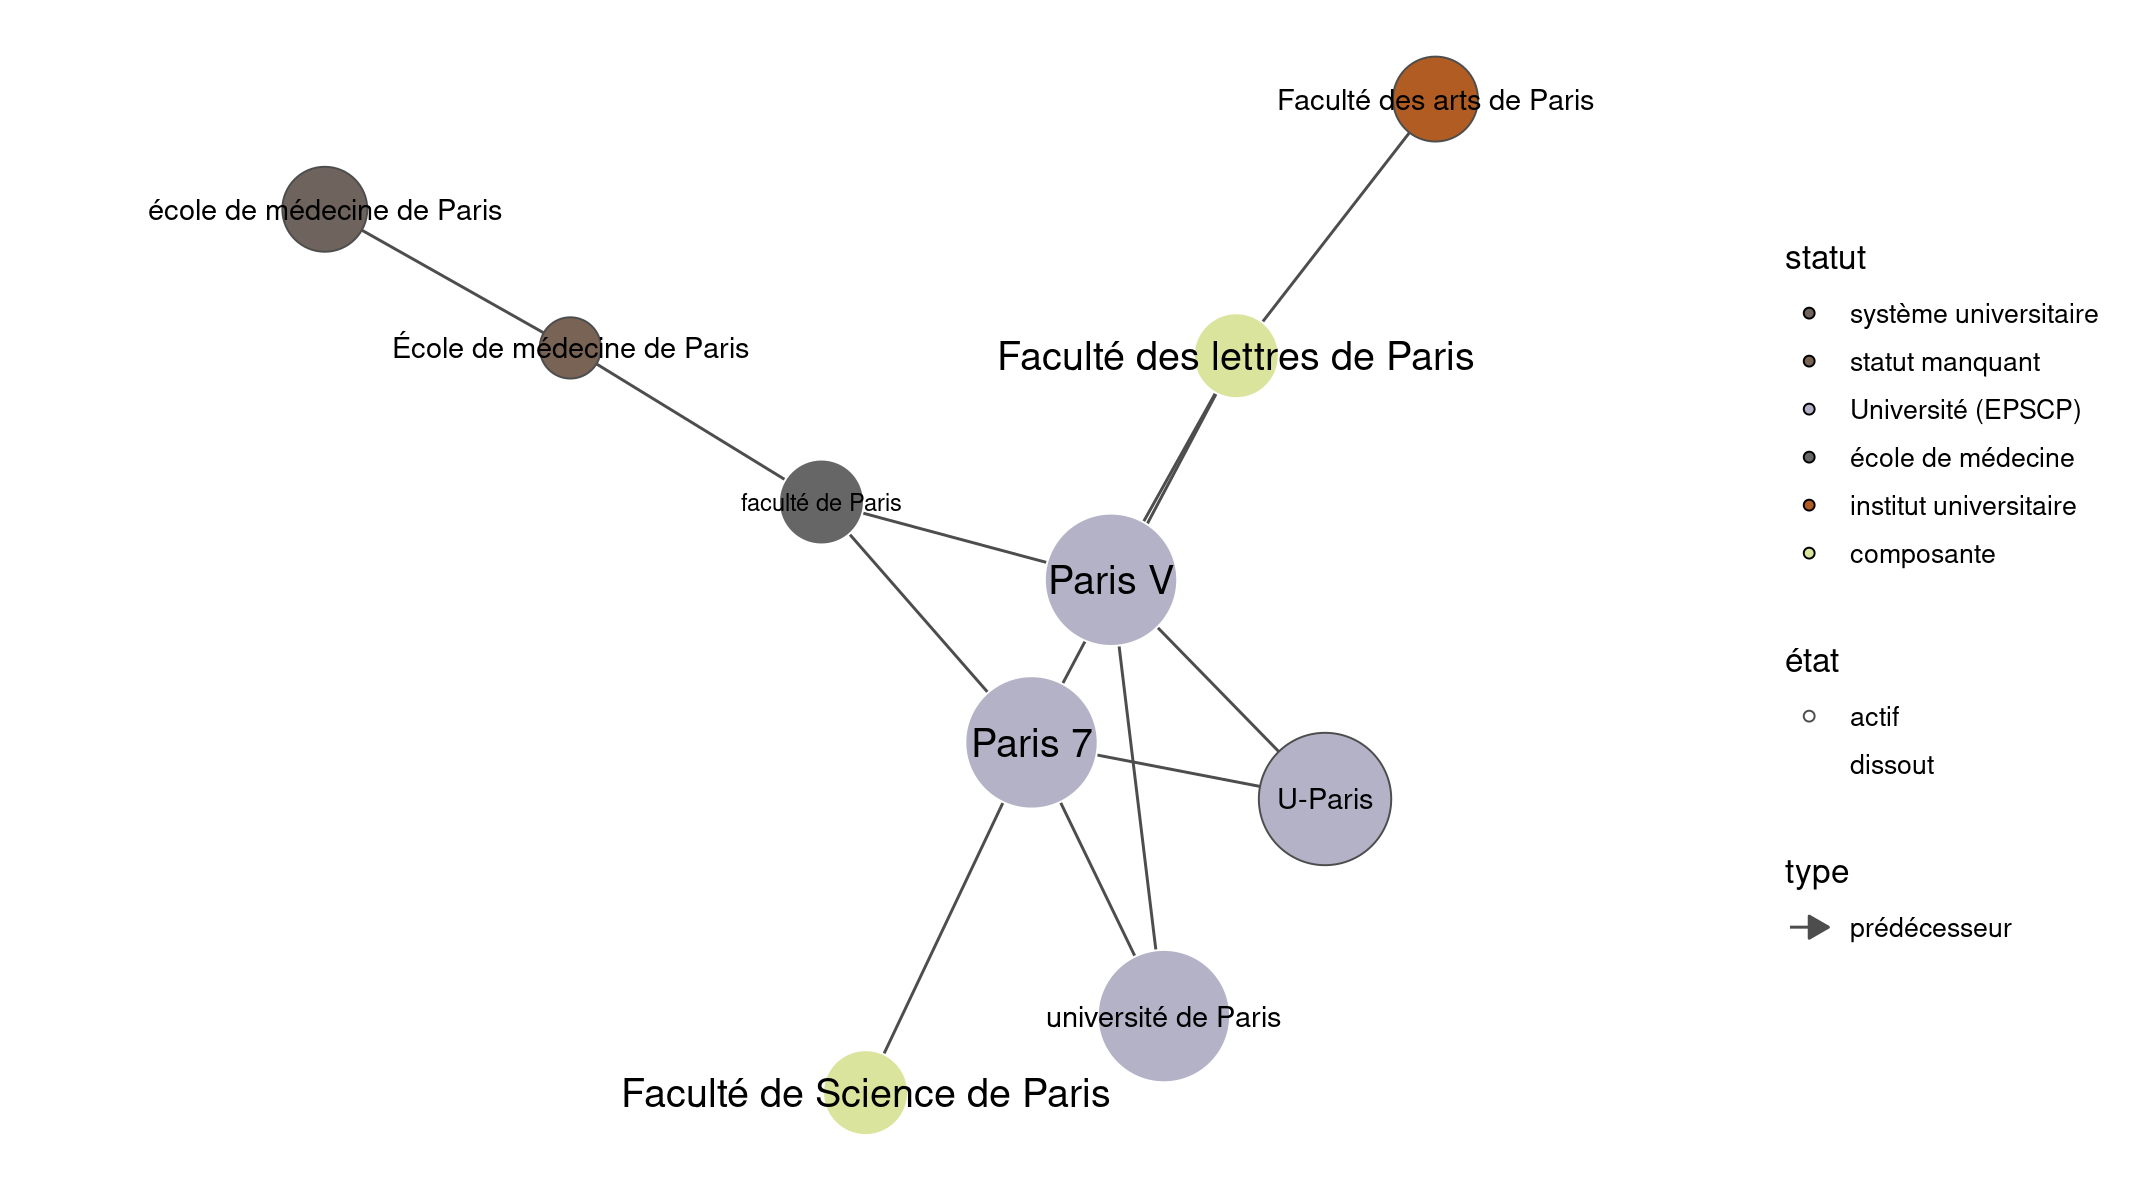 Faculté des arts de Paris
école de médecine de Paris
École de médecine de Paris
Faculté des lettres de Paris
faculté de Paris
Paris V
Paris 7
U-Paris
université de Paris
Faculté de Science de Paris
statut
système universitaire
statut manquant
Université (EPSCP)
école de médecine
institut universitaire
composante
état
actif
dissout
type
prédécesseur